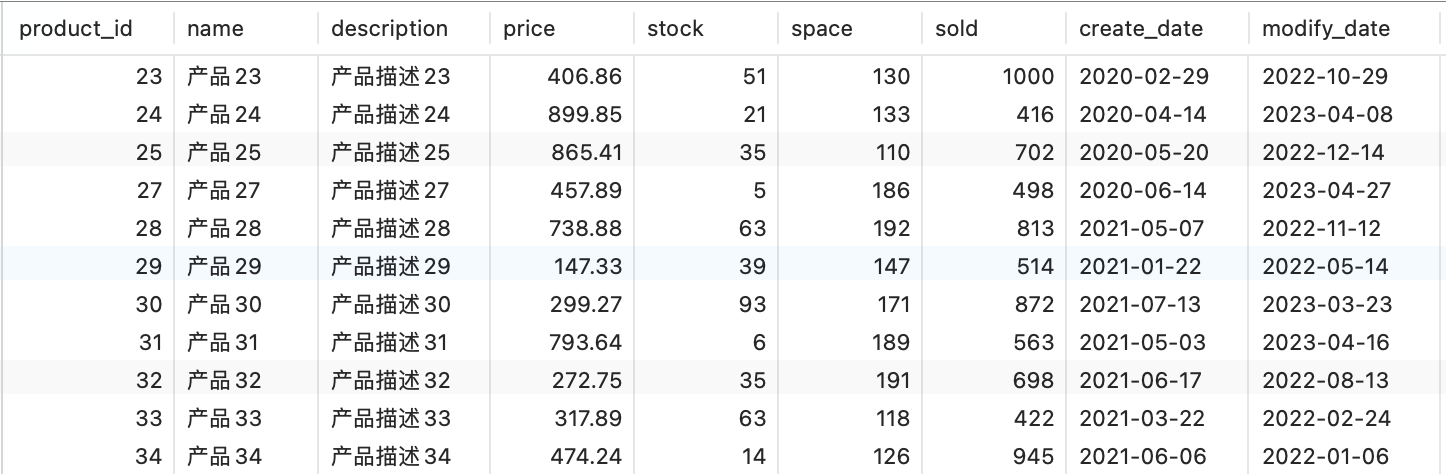 product_id name description price stock space sold create_date modify_date
23 产品23 产品描述23 406.86 51 130 1000 2020-02-29 2022-10-29
24 产品24 产品描述24 899.85 21 133 416 2020-04-14 2023-04-08
25 产品25 产品描述25 865.41 35 110 702 2020-05-20 2022-12-14
27 产品27 产品描述27 457.89 5 186 498 2020-06-14 2023-04-27
28 产品28 产品描述28 738.88 63 192 813 2021-05-07 2022-11-12
29 产品29 产品描述29 147.33 39 147 514 2021-01-22 2022-05-14
30 产品30 产品描述30 299.27 93 171 872 2021-07-13 2023-03-23
31 产品31 产品描述31 793.64 6 189 563 2021-05-03 2023-04-16
32 产品32 产品描述32 272.75 35 191 698 2021-06-17 2022-08-13
33 产品33 产品描述33 317.89 63 118 422 2021-03-22 2022-02-24
34 产品34 产品描述34 474.24 14 126 945 2021-06-06 2022-01-06